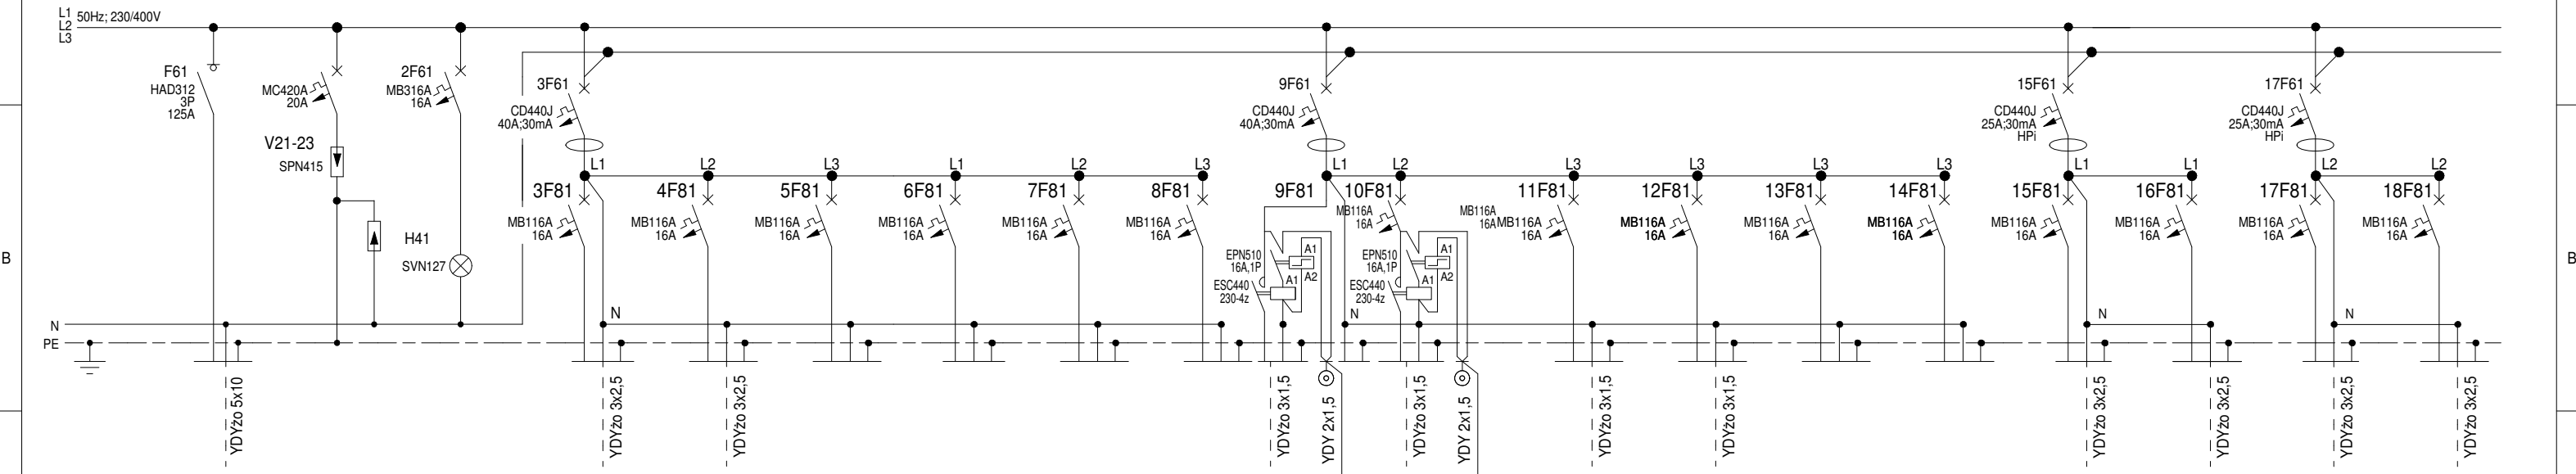 L1 50Hz; 230/400V
L2
L3
F61
HAD312
3P
125A
MC420A
20A
V21-23
SPN415
H41
2F61
MB316A
16A
SVN127
3F61
CD440J
40A;30mA
9F61
CD440J
40A;30mA
15F61
CD440J
25A;30mA
HPi
17F61
CD440J
25A;30mA
HPi
L1
L2
L3
L1
L2
L3
L1
L2
L3
L3
L3
L3
L1
L1
L2
L2
3F81
MB116A
16A
4F81
MB116A
16A
5F81
MB116A
16A
6F81
MB116A
16A
7F81
MB116A
16A
8F81
MB116A
16A
9F81
EPN510
16A,1P
A1
A2
ESC440
230-4z
A1
10F81
MB116A
16A
EPN510
16A,1P
A1
A2
ESC440
230-4z
A1
MB116A
16A
11F81
MB116A
16A
12F81
MB116A
16A
13F81
MB116A
16A
14F81
MB116A
16A
15F81
MB116A
16A
16F81
MB116A
16A
17F81
MB116A
16A
18F81
MB116A
16A
B
B
N
N
N
N
N
PE
YDYżo 5x10
YDYżo 3x2,5
YDYżo 3x2,5
YDYżo 3x1,5
YDY 2x1,5
YDYżo 3x1,5
YDY 2x1,5
YDYżo 3x1,5
YDYżo 3x1,5
YDYżo 3x2,5
YDYżo 3x2,5
YDYżo 3x2,5
YDYżo 3x2,5